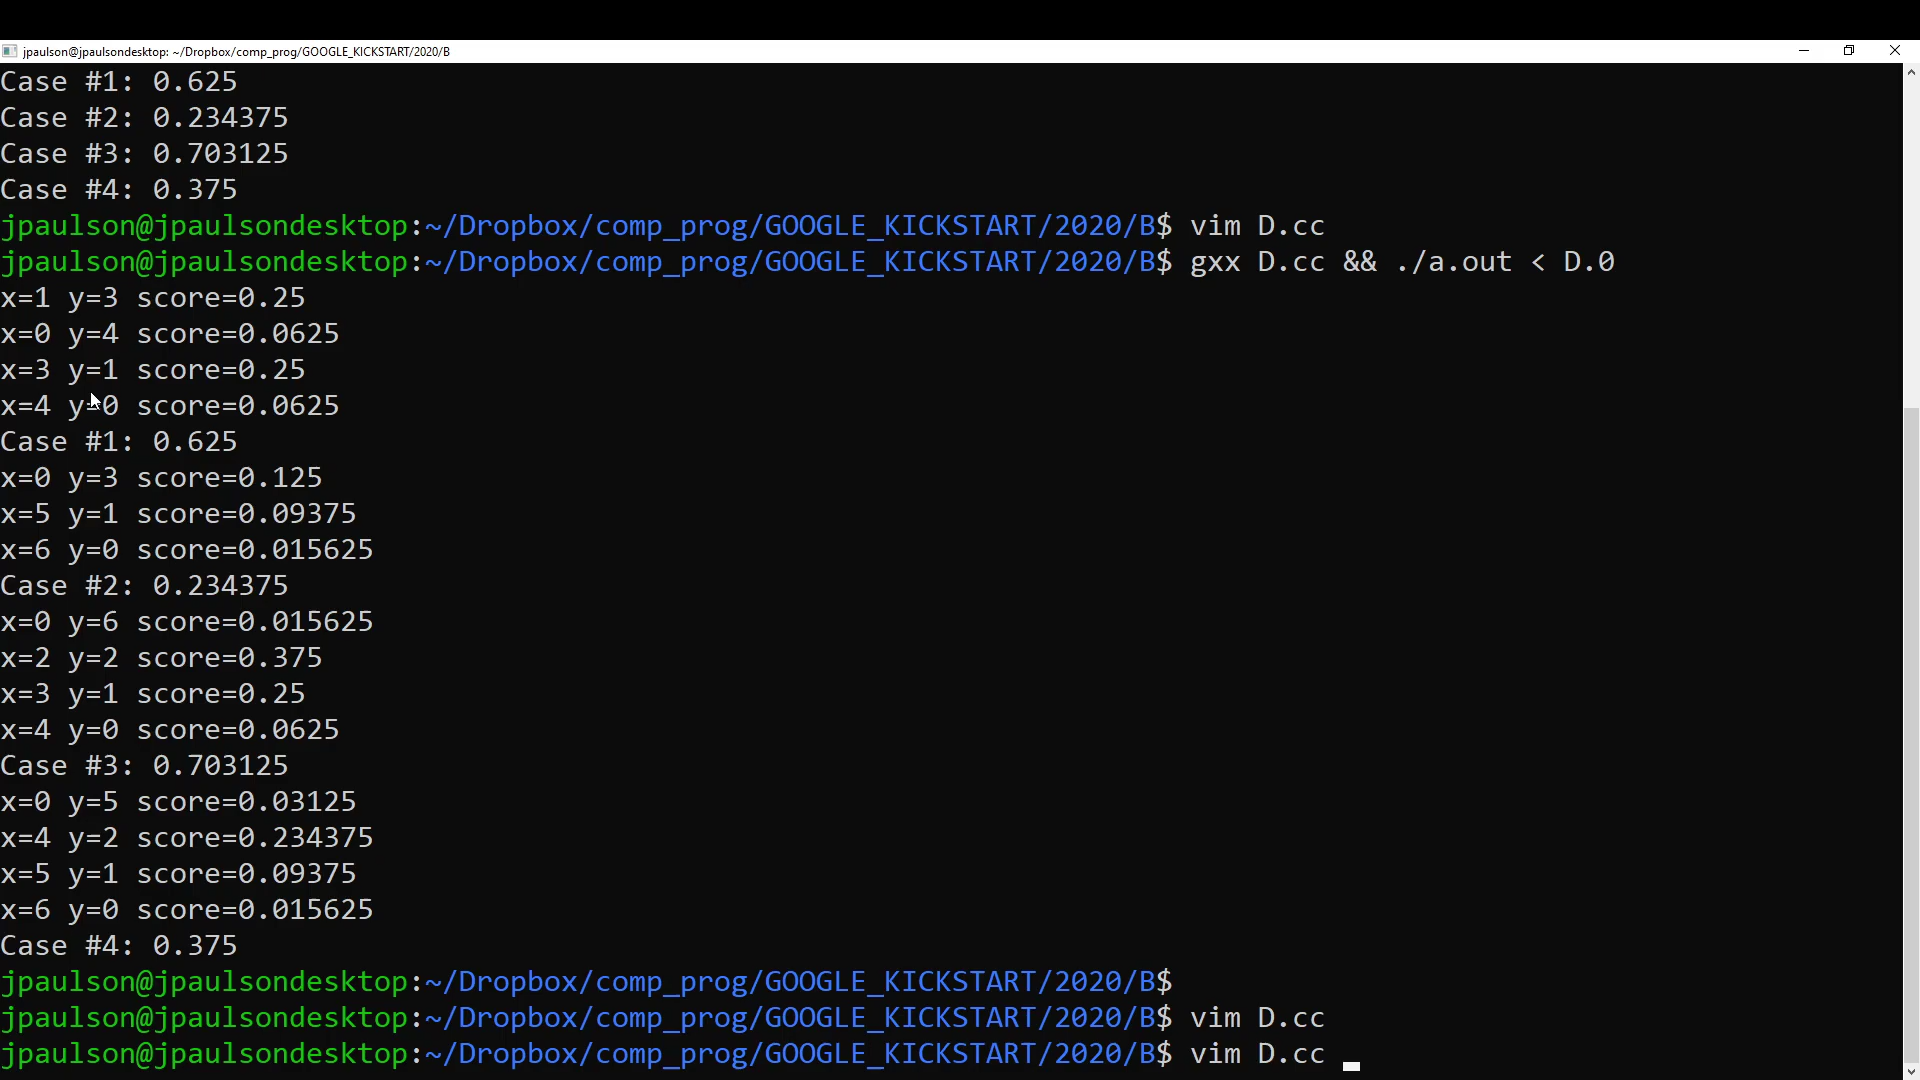 jpaulson@jpaulsondesktop: ~/Dropbox/comp_prog/GOOGLE_KICKSTART/2020/B
Case #1: 0.625
Case #2: 0.234375
Case #3: 0.703125
Case #4: 0.375
jpaulson@jpaulsondesktop:~/Dropbox/comp_prog/GOOGLE_KICKSTART/2020/B$ vim D.cc
jpaulson@jpaulsondesktop:~/Dropbox/comp_prog/GOOGLE_KICKSTART/2020/B$ gxx D.cc && ./a.out < D.0
x=1 y=3 score=0.25
x=0 y=4 score=0.0625
x=3 y=1 score=0.25
x=4 y=0 score=0.0625
Case #1: 0.625
x=0 y=3 score=0.125
x=5 y=1 score=0.09375
x=6 y=0 score=0.015625
Case #2: 0.234375
x=0 y=6 score=0.015625
x=2 y=2 score=0.375
x=3 y=1 score=0.25
x=4 y=0 score=0.0625
Case #3: 0.703125
x=0 y=5 score=0.03125
x=4 y=2 score=0.234375
x=5 y=1 score=0.09375
x=6 y=0 score=0.015625
Case #4: 0.375
jpaulson@jpaulsondesktop:~/Dropbox/comp_prog/GOOGLE_KICKSTART/2020/B$
jpaulson@jpaulsondesktop:~/Dropbox/comp_prog/GOOGLE_KICKSTART/2020/B$ vim D.cc
jpaulson@jpaulsondesktop:~/Dropbox/comp_prog/GOOGLE_KICKSTART/2020/B$ vim D.cc